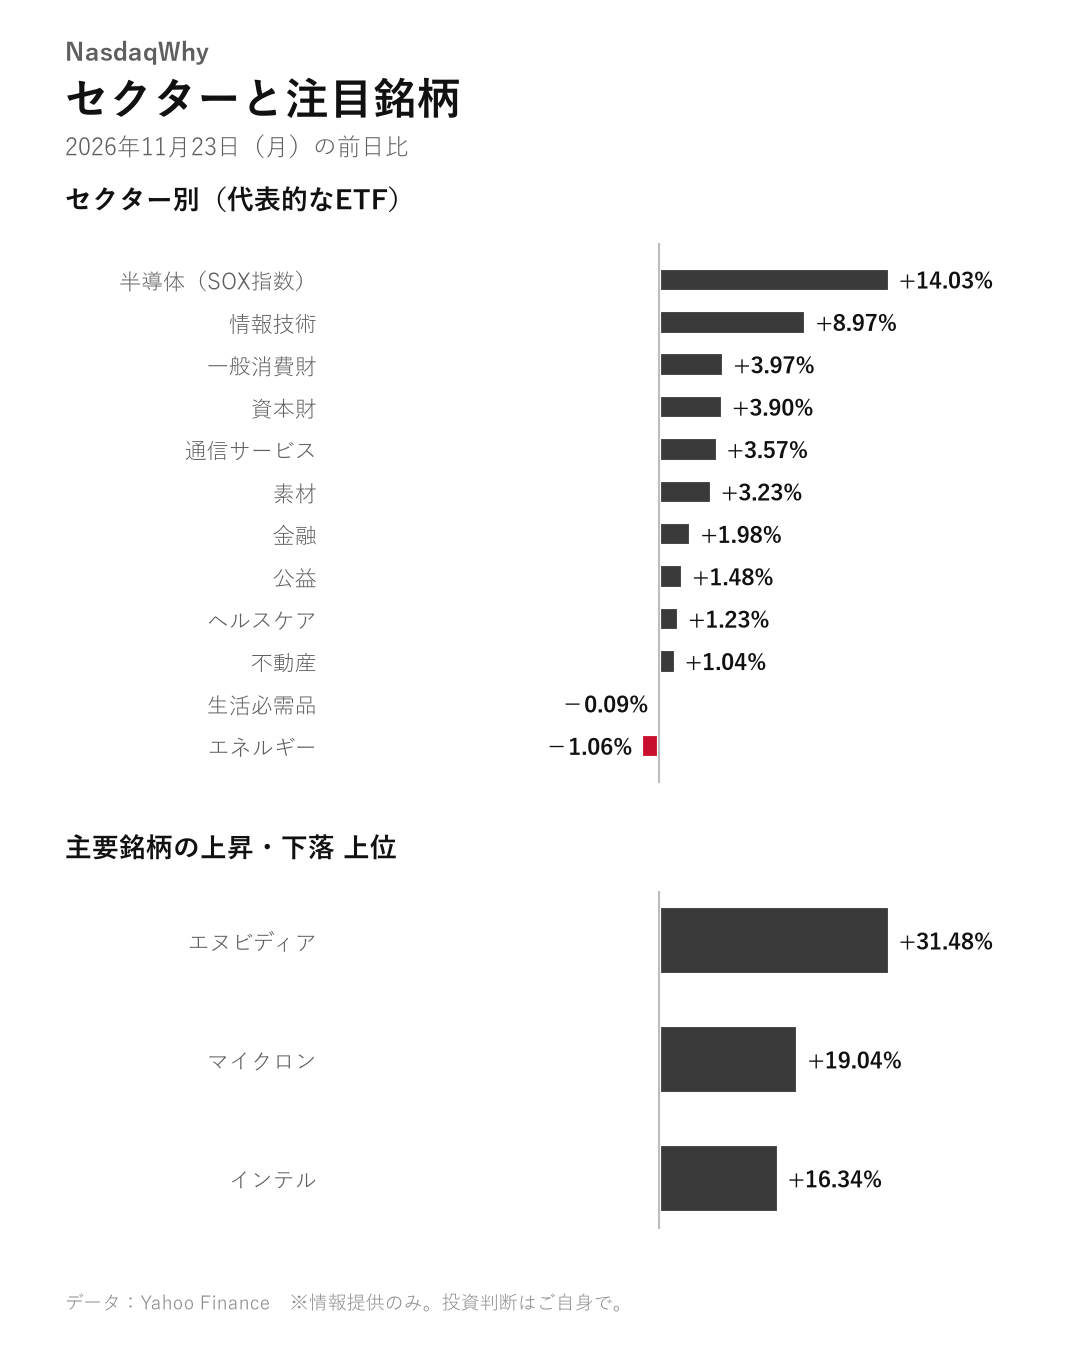 NasdaqWhy
セクターと注目銘柄
2026年11月23日（月）の前日比
セクター別（代表的なETF）
半導体（SOX指数） +14.03%
情報技術 +8.97%
一般消費財 +3.97%
資本財 +3.90%
通信サービス +3.57%
素材 +3.23%
金融 +1.98%
公益 +1.48%
ヘルスケア +1.23%
不動産 +1.04%
生活必需品 −0.09%
エネルギー −1.06%
主要銘柄の上昇・下落 上位
エヌビディア +31.48%
マイクロン +19.04%
インテル +16.34%
データ：Yahoo Finance　※情報提供のみ。投資判断はご自身で。